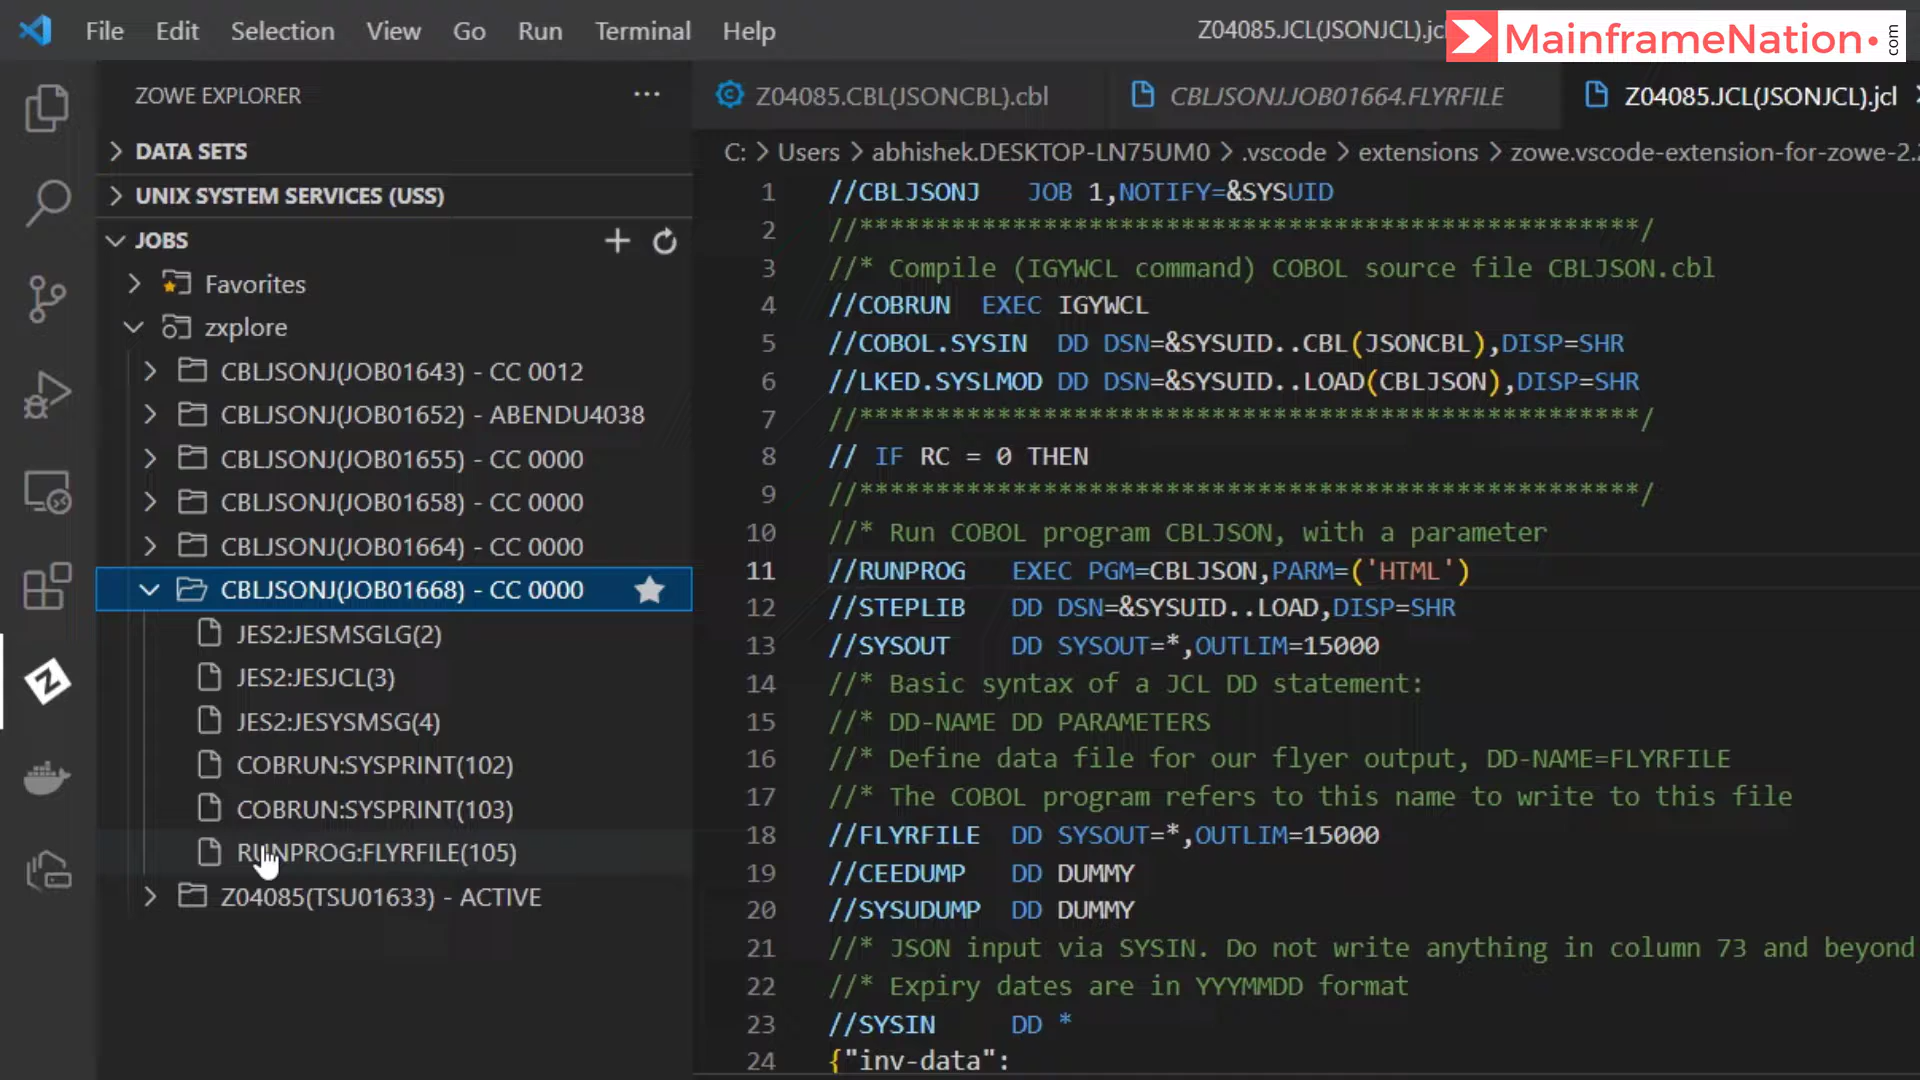 File Edit Selection View Go Run Terminal Help
Z04085.JCL(JSONJCL).jcl
MainframeNation.com
ZOWE EXPLORER ...
DATA SETS
UNIX SYSTEM SERVICES (USS)
JOBS
Favorites
zxplore
CBLJSONJ(JOB01643) - CC 0012
CBLJSONJ(JOB01652) - ABENDU4038
CBLJSONJ(JOB01655) - CC 0000
CBLJSONJ(JOB01658) - CC 0000
CBLJSONJ(JOB01664) - CC 0000
CBLJSONJ(JOB01668) - CC 0000
JES2:JESMSGLG(2)
JES2:JESJCL(3)
JES2:JESYSMSG(4)
COBRUN:SYSPRINT(102)
COBRUN:SYSPRINT(103)
RUNPROG:FLYRFILE(105)
Z04085(TSU01633) - ACTIVE
Z04085.CBL(JSONCBL).cbl
CBLJSONJ.JOB01664.FLYRFILE
Z04085.JCL(JSONJCL).jcl
C: > Users > abhishek.DESKTOP-LN75UM0 > .vscode > extensions > zowe.vscode-extension-for-zowe-2.
1 //CBLJSONJ JOB 1,NOTIFY=&SYSUID
2 //***************************************************/
3 //* Compile (IGYWCL command) COBOL source file CBLJSON.cbl
4 //COBRUN EXEC IGYWCL
5 //COBOL.SYSIN DD DSN=&SYSUID..CBL(JSONCBL),DISP=SHR
6 //LKED.SYSLMOD DD DSN=&SYSUID..LOAD(CBLJSON),DISP=SHR
7 //***************************************************/
8 // IF RC = 0 THEN
9 //***************************************************/
10 //* Run COBOL program CBLJSON, with a parameter
11 //RUNPROG EXEC PGM=CBLJSON,PARM=('HTML')
12 //STEPLIB DD DSN=&SYSUID..LOAD,DISP=SHR
13 //SYSOUT DD SYSOUT=*,OUTLIM=15000
14 //* Basic syntax of a JCL DD statement:
15 //* DD-NAME DD PARAMETERS
16 //* Define data file for our flyer output, DD-NAME=FLYRFILE
17 //* The COBOL program refers to this name to write to this file
18 //FLYRFILE DD SYSOUT=*,OUTLIM=15000
19 //CEEDUMP DD DUMMY
20 //SYSUDUMP DD DUMMY
21 //* JSON input via SYSIN. Do not write anything in column 73 and beyond
22 //* Expiry dates are in YYYMMDD format
23 //SYSIN DD *
24 {"inv-data":